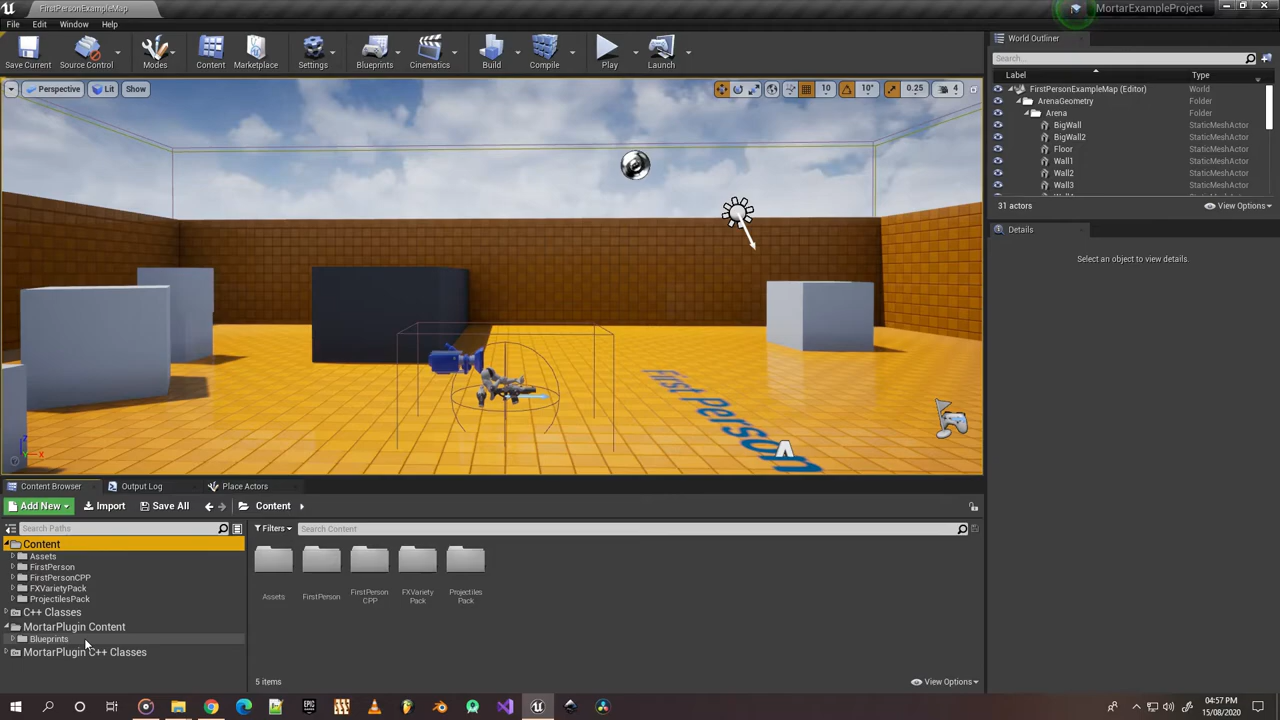 FirstPersonExampleMap
MortarExampleProject
File Edit Window Help
Save Current Source Control Modes Content Marketplace Settings Blueprints Cinematics Build Compile Play Launch
World Outliner
Search...
Label Type
FirstPersonExampleMap (Editor) World
ArenaGeometry Folder
Arena Folder
BigWall StaticMeshActor
BigWall2 StaticMeshActor
Floor StaticMeshActor
Wall1 StaticMeshActor
Wall2 StaticMeshActor
Wall3 StaticMeshActor
31 actors View Options
Perspective Lit Show 10 10° 0.25 4
Details
Select an object to view details.
First Person
Content Browser Output Log Place Actors
Add New Import Save All Content
Search Paths Filters Search Content
Content
Assets
FirstPerson
FirstPersonCPP
FXVarietyPack
ProjectilesPack
C++ Classes
MortarPlugin Content
Blueprints
MortarPlugin C++ Classes
Assets FirstPerson FirstPerson CPP FXVariety Pack Projectiles Pack
5 items View Options
04:57 PM
15/08/2020